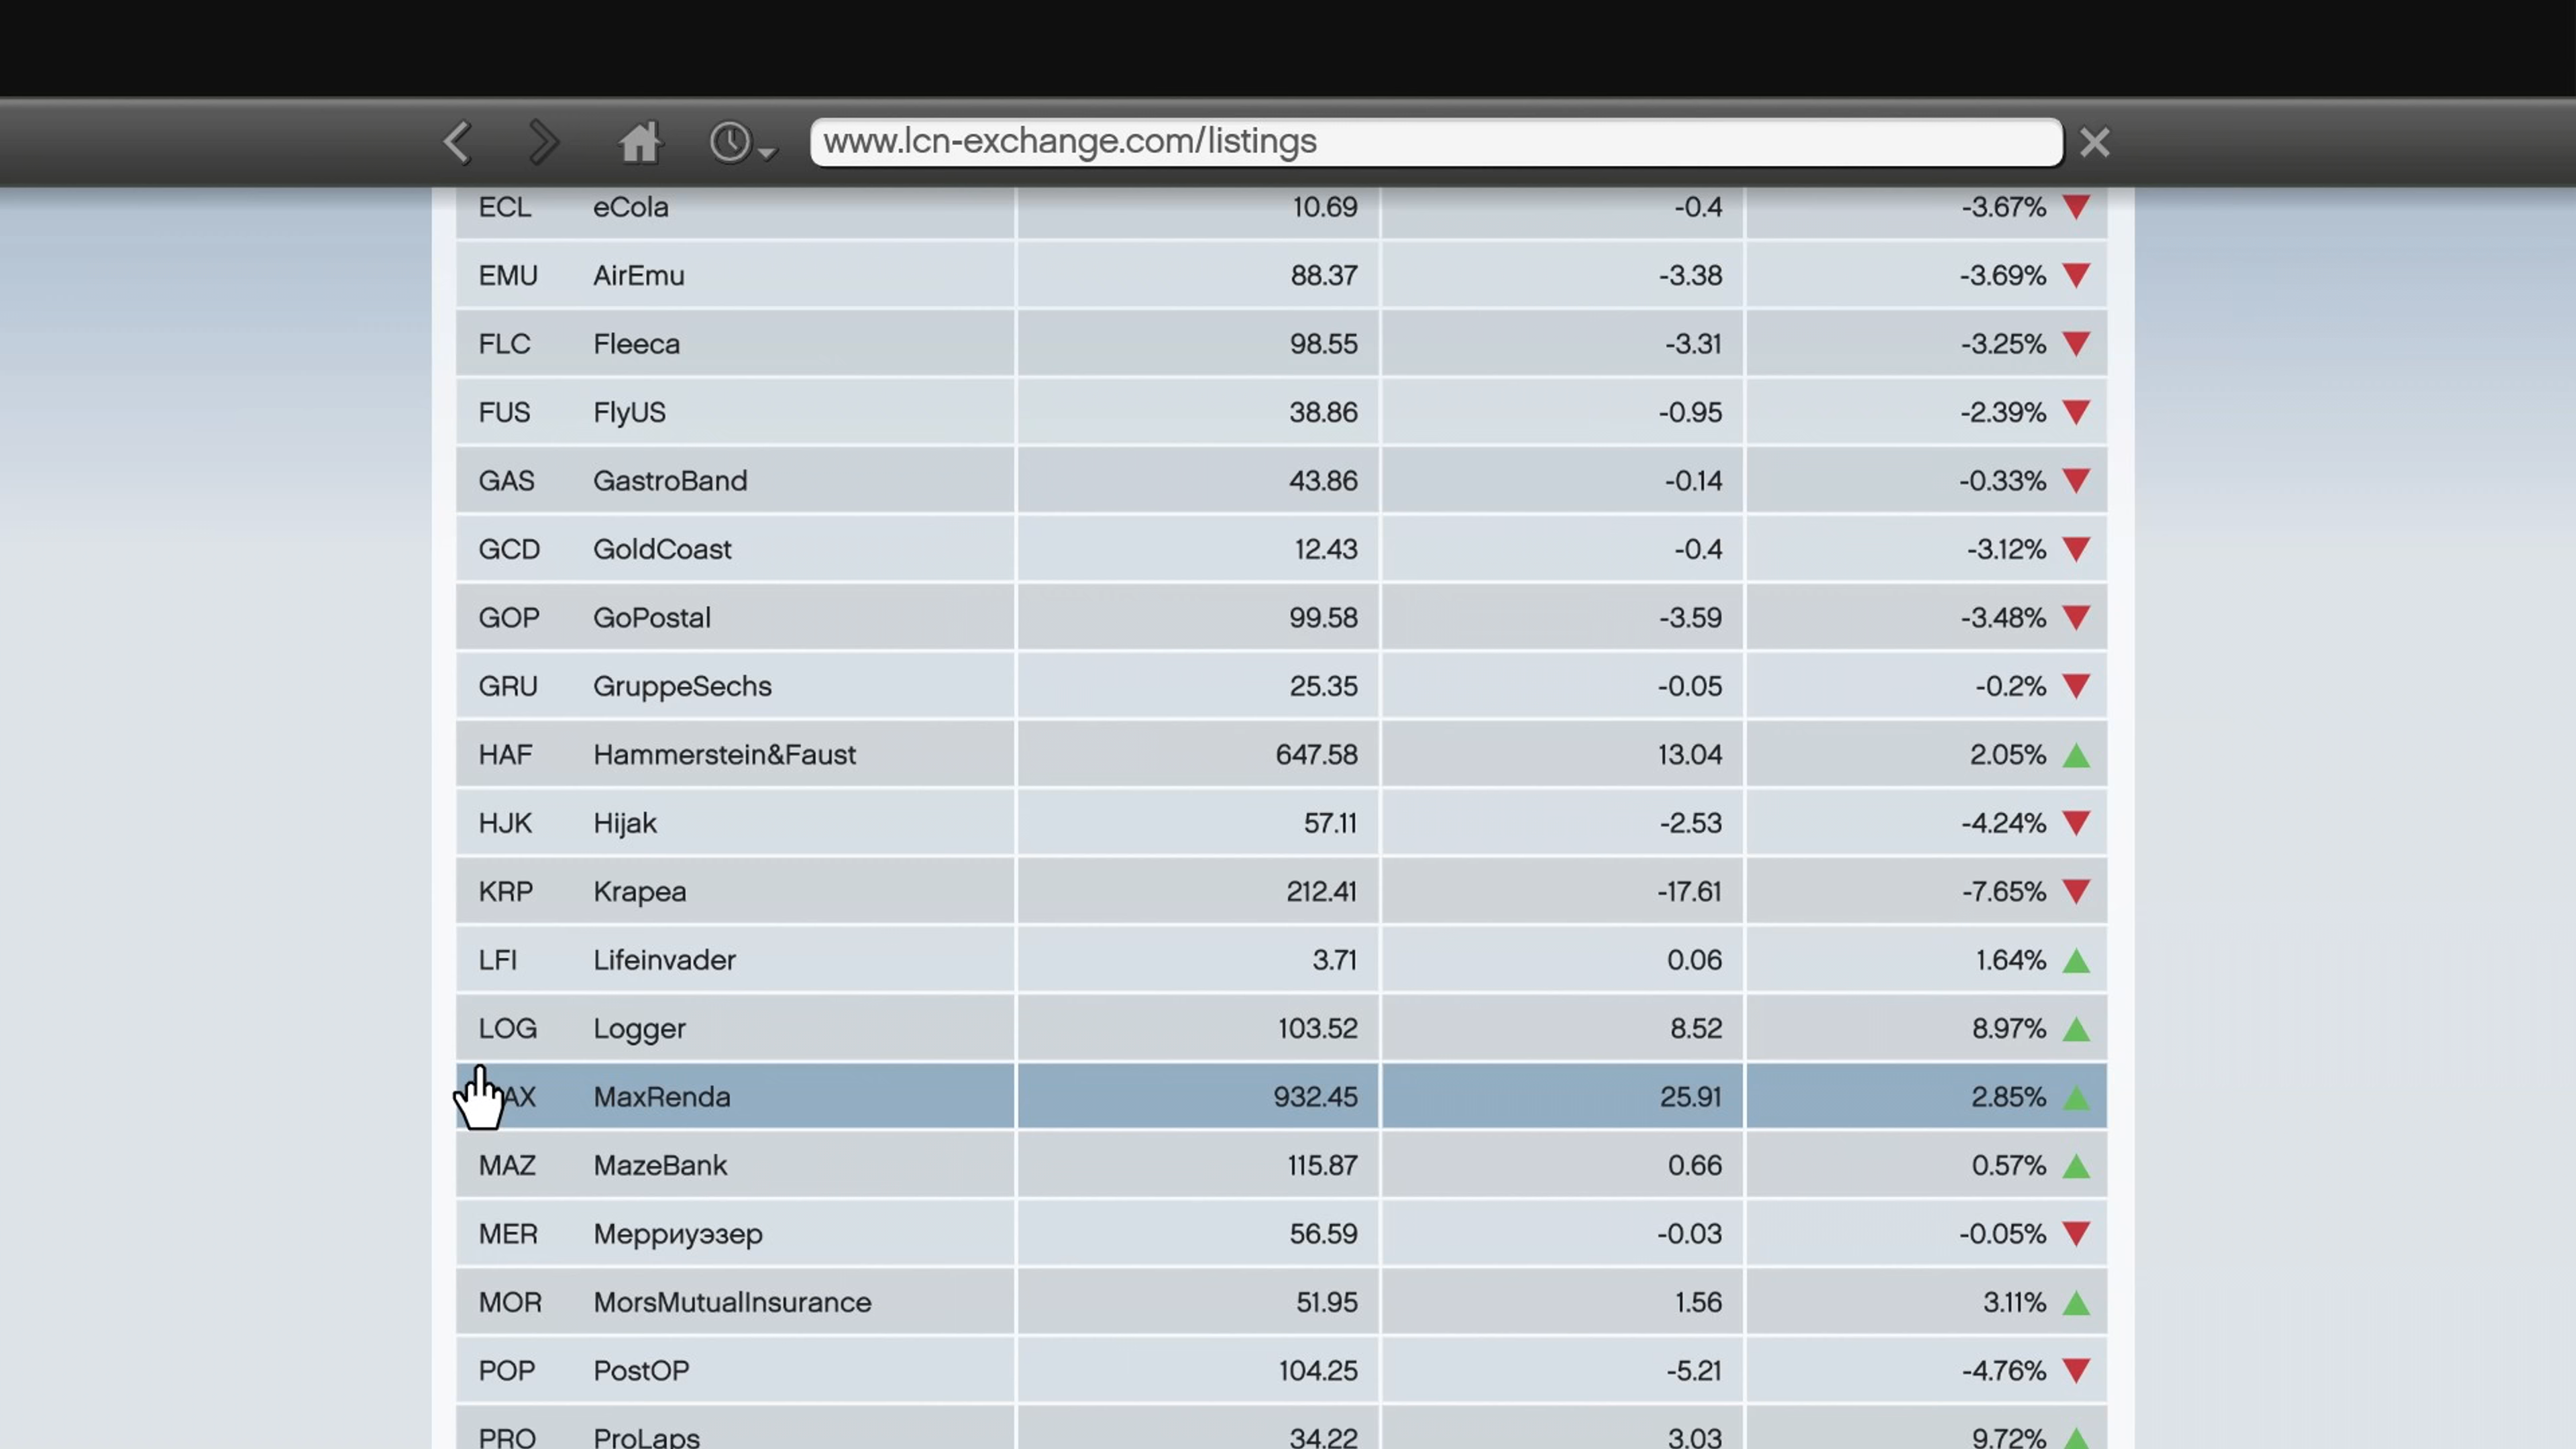 www.lcn-exchange.com/listings
ECL eCola 10.69 -0.4 -3.67%
EMU AirEmu 88.37 -3.38 -3.69%
FLC Fleeca 98.55 -3.31 -3.25%
FUS FlyUS 38.86 -0.95 -2.39%
GAS GastroBand 43.86 -0.14 -0.33%
GCD GoldCoast 12.43 -0.4 -3.12%
GOP GoPostal 99.58 -3.59 -3.48%
GRU GruppeSechs 25.35 -0.05 -0.2%
HAF Hammerstein&Faust 647.58 13.04 2.05%
HJK Hijak 57.11 -2.53 -4.24%
KRP Krapea 212.41 -17.61 -7.65%
LFI Lifeinvader 3.71 0.06 1.64%
LOG Logger 103.52 8.52 8.97%
AX MaxRenda 932.45 25.91 2.85%
MAZ MazeBank 115.87 0.66 0.57%
MER Мерриуэзер 56.59 -0.03 -0.05%
MOR MorsMutualInsurance 51.95 1.56 3.11%
POP PostOP 104.25 -5.21 -4.76%
PRO ProLaps 34.22 3.03 9.72%